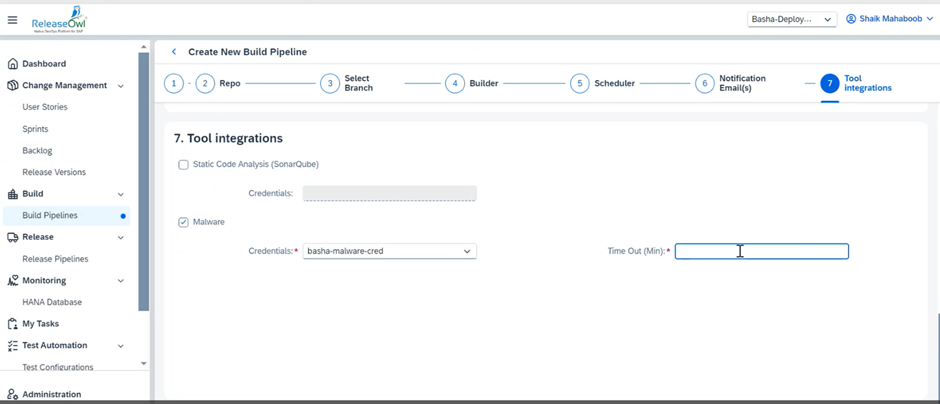 ReleaseOwl
Native DevOps Platform for SAP
Basha-Deploy...
Shaik Mahaboob
Dashboard
Change Management
User Stories
Sprints
Backlog
Release Versions
Build
Build Pipelines
Release
Release Pipelines
Monitoring
HANA Database
My Tasks
Test Automation
Test Configurations
Administration
Create New Build Pipeline
1 - 2 Repo
3 Select Branch
4 Builder
5 Scheduler
6 Notification Email(s)
7 Tool integrations
7. Tool integrations
Static Code Analysis (SonarQube)
Credentials:
Malware
Credentials:* basha-malware-cred
Time Out (Min):*